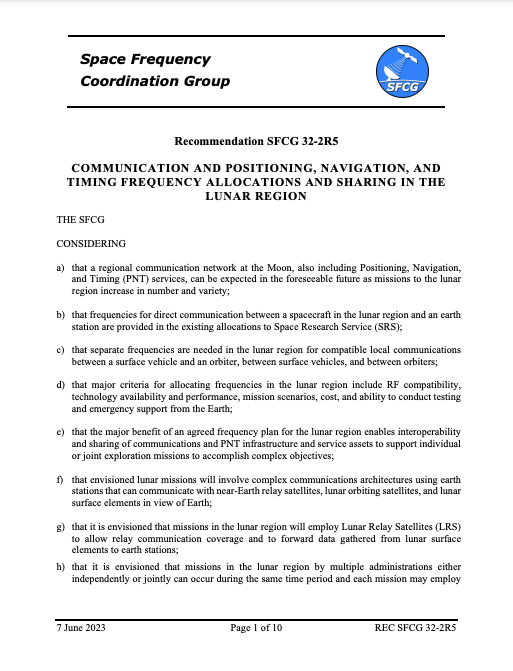 Space Frequency
Coordination Group
SFCG
Recommendation SFCG 32-2R5
COMMUNICATION AND POSITIONING, NAVIGATION, AND
TIMING FREQUENCY ALLOCATIONS AND SHARING IN THE
LUNAR REGION
THE SFCG
CONSIDERING
a) that a regional communication network at the Moon, also including Positioning, Navigation,
and Timing (PNT) services, can be expected in the foreseeable future as missions to the lunar
region increase in number and variety;
b) that frequencies for direct communication between a spacecraft in the lunar region and an earth
station are provided in the existing allocations to Space Research Service (SRS);
c) that separate frequencies are needed in the lunar region for compatible local communications
between a surface vehicle and an orbiter, between surface vehicles, and between orbiters;
d) that major criteria for allocating frequencies in the lunar region include RF compatibility,
technology availability and performance, mission scenarios, cost, and ability to conduct testing
and emergency support from the Earth;
e) that the major benefit of an agreed frequency plan for the lunar region enables interoperability
and sharing of communications and PNT infrastructure and service assets to support individual
or joint exploration missions to accomplish complex objectives;
f) that envisioned lunar missions will involve complex communications architectures using earth
stations that can communicate with near-Earth relay satellites, lunar orbiting satellites, and lunar
surface elements in view of Earth;
g) that it is envisioned that missions in the lunar region will employ Lunar Relay Satellites (LRS)
to allow relay communication coverage and to forward data gathered from lunar surface
elements to earth stations;
h) that it is envisioned that missions in the lunar region by multiple administrations either
independently or jointly can occur during the same time period and each mission may employ
7 June 2023 Page 1 of 10 REC SFCG 32-2R5